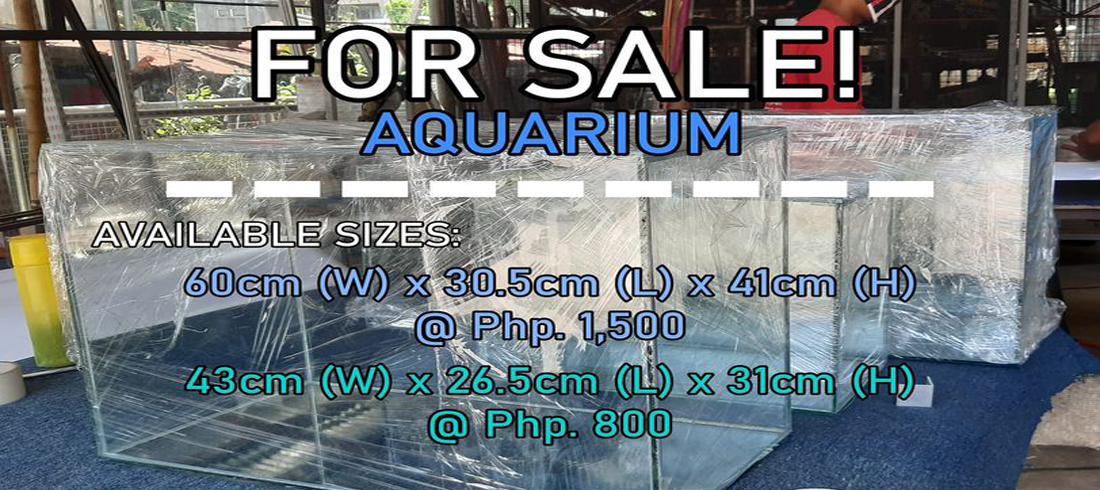 FOR SALE!
AQUARIUM
AVAILABLE SIZES:
60cm (W) x 30.5cm (L) x 41cm (H)
@ Php. 1,500
43cm (W) x 26.5cm (L) x 31cm (H)
@ Php. 800